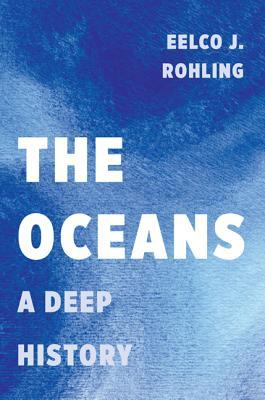 EELCO J.
ROHLING
THE
OCEANS
A DEEP
HISTORY